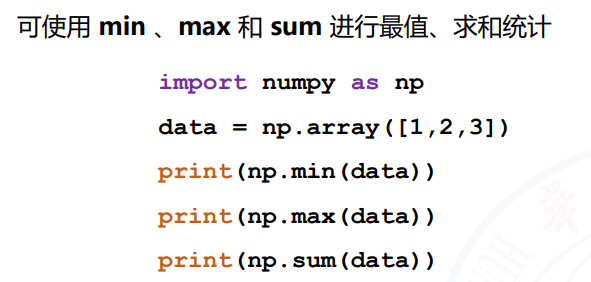 可使用 min 、max 和 sum 进行最值、求和统计
import numpy as np
data = np.array([1,2,3])
print(np.min(data))
print(np.max(data))
print(np.sum(data))